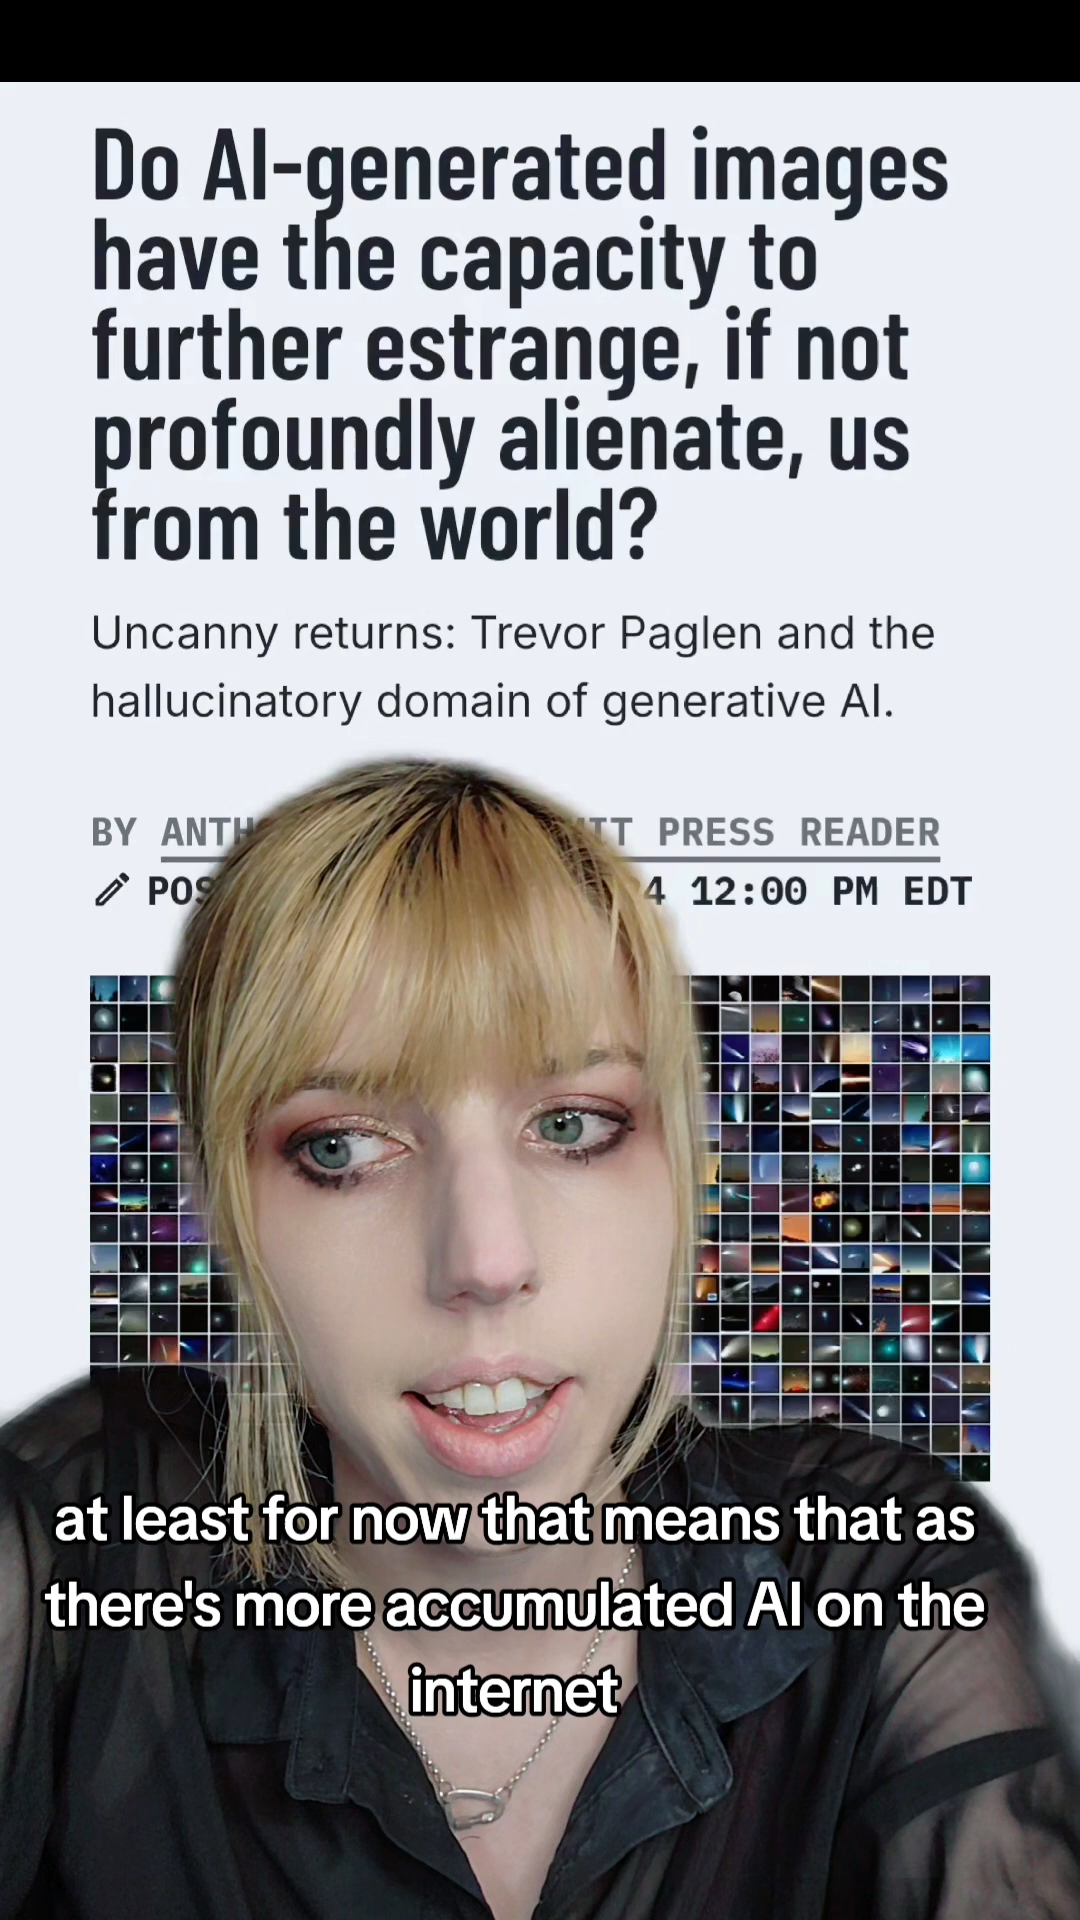 Do AI-generated images
have the capacity to
further estrange, if not
profoundly alienate, us
from the world?
Uncanny returns: Trevor Paglen and the
hallucinatory domain of generative AI.
BY PRESS READER
12:00 PM EDT
at least for now that means that as
there's more accumulated AI on the
internet